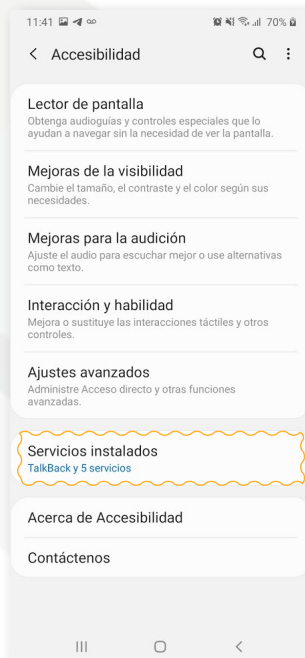 11:41 70%
Accesibilidad
Lector de pantalla
Obtenga audioguías y controles especiales que lo
ayudan a navegar sin la necesidad de ver la pantalla.
Mejoras de la visibilidad
Cambie el tamaño, el contraste y el color según sus
necesidades.
Mejoras para la audición
Ajuste el audio para escuchar mejor o use alternativas
como texto.
Interacción y habilidad
Mejora o sustituye las interacciones táctiles y otros
controles.
Ajustes avanzados
Administre Acceso directo y otras funciones
avanzadas.
Servicios instalados
TalkBack y 5 servicios
Acerca de Accesibilidad
Contáctenos